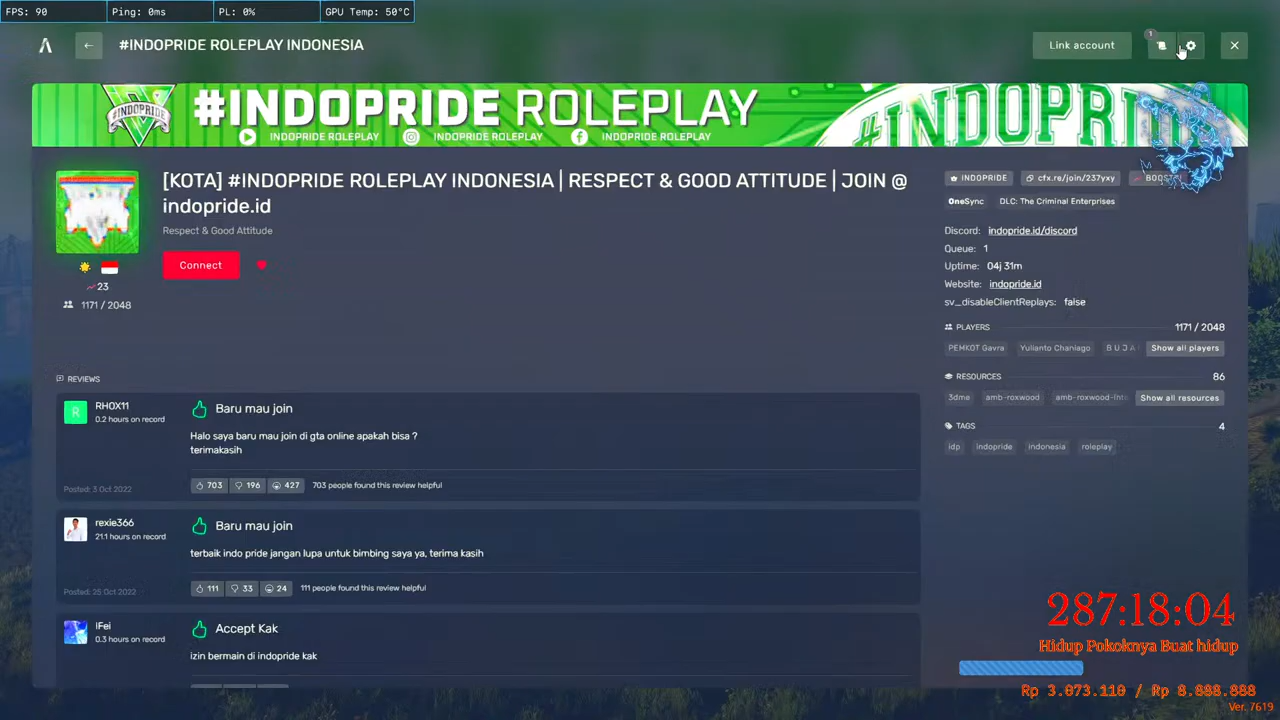 FPS: 90 Ping: 0ms PL: 0% GPU Temp: 50°C
#INDOPRIDE ROLEPLAY INDONESIA
Link account
1
#INDOPRIDE ROLEPLAY
INDOPRIDE ROLEPLAY INDOPRIDE ROLEPLAY INDOPRIDE ROLEPLAY
INDOPRIDE
#INDOPRID
[KOTA] #INDOPRIDE ROLEPLAY INDONESIA | RESPECT & GOOD ATTITUDE | JOIN @
indopride.id
Respect & Good Attitude
Connect
23
1171 / 2048
INDOPRIDE cfx.re/join/237yxy
OneSync DLC: The Criminal Enterprises
Discord: indopride.id/discord
Queue: 1
Uptime: 04j 31m
Website: indopride.id
sv_disableClientReplays: false
PLAYERS 1171 / 2048
PEMKOT Gavra Yulianto Chaniago B U J A Show all players
RESOURCES 86
3dme amb-roxwood amb-roxwood-int Show all resources
TAGS 4
idp indopride indonesia roleplay
REVIEWS
R
RHOX11
0.2 hours on record
Baru mau join
Halo saya baru mau join di gta online apakah bisa ?
terimakasih
Posted: 3 Oct 2022
703 196 427 703 people found this review helpful
rexie366
21.1 hours on record
Baru mau join
terbaik indo pride jangan lupa untuk bimbing saya ya, terima kasih
Posted: 25 Oct 2022
111 33 24 111 people found this review helpful
IFei
0.3 hours on record
Accept Kak
izin bermain di indopride kak
287:18:04
Hidup Pokoknya Buat hidup
Rp 3.073.110 / Rp 8.888.888
Ver. 7619